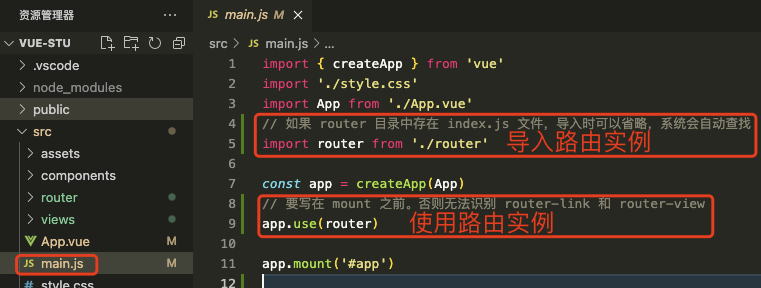 资源管理器
VUE-STU
.vscode
node_modules
public
src
assets
components
router
views
App.vue M
JS main.js M
# style.css
JS main.js M
src > JS main.js > ...
1 import { createApp } from 'vue'
2 import './style.css'
3 import App from './App.vue'
4 // 如果 router 目录中存在 index.js 文件，导入时可以省略，系统会自动查找
5 import router from './router' 导入路由实例
6
7 const app = createApp(App)
8 // 要写在 mount 之前。否则无法识别 router-link 和 router-view
9 app.use(router) 使用路由实例
10
11 app.mount('#app')
12